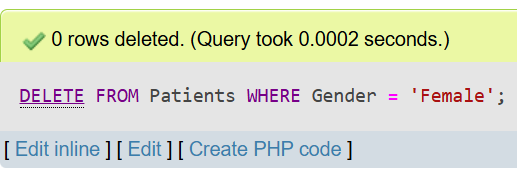 0 rows deleted. (Query took 0.0002 seconds.)
DELETE FROM Patients WHERE Gender = 'Female';
[ Edit inline ] [ Edit ] [ Create PHP code ]